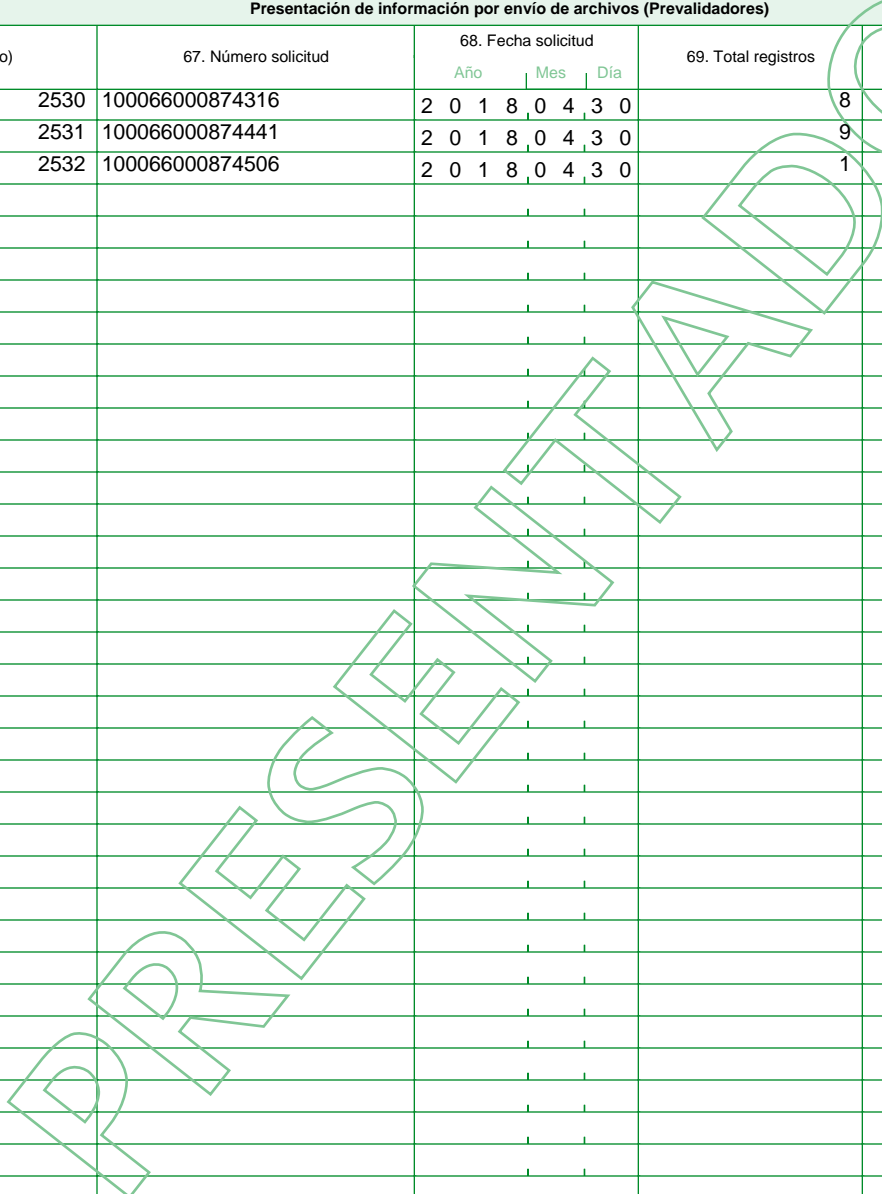 Presentación de información por envío de archivos (Prevalidadores)
o) 67. Número solicitud 68. Fecha solicitud 69. Total registros
Año Mes Día
2530 100066000874316 2 0 1 8 0 4 3 0 8
2531 100066000874441 2 0 1 8 0 4 3 0 9
2532 100066000874506 2 0 1 8 0 4 3 0 1
PRESENTADO